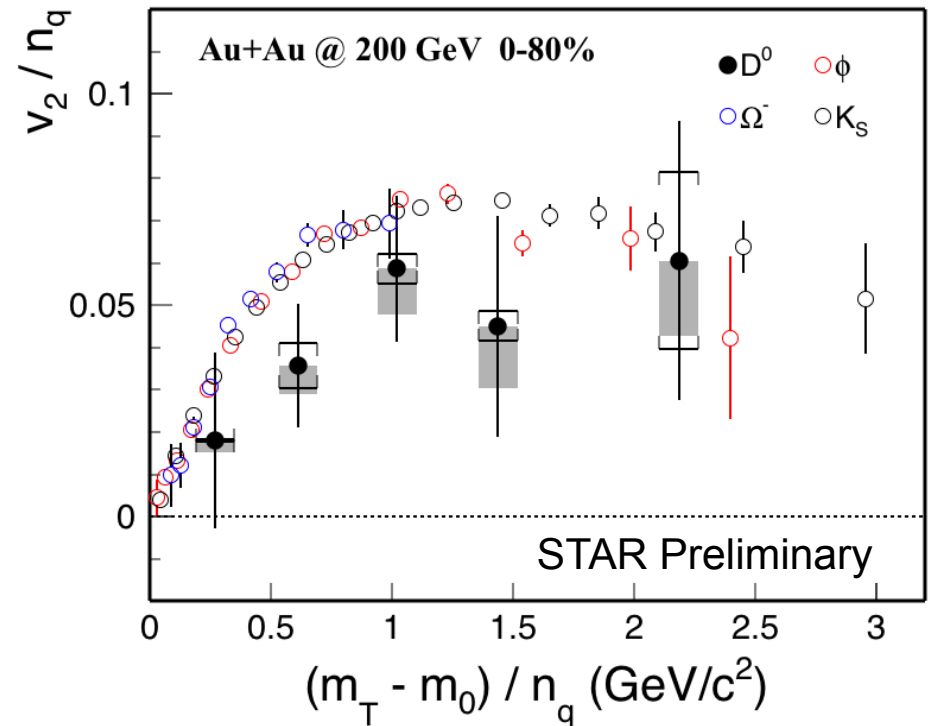 Au+Au @ 200 GeV 0-80%
D⁰
ϕ
Ω⁻
K_S
v₂ / n_q
0.1
0.05
0
STAR Preliminary
0 0.5 1 1.5 2 2.5 3
(m_T - m₀) / n_q (GeV/c²)